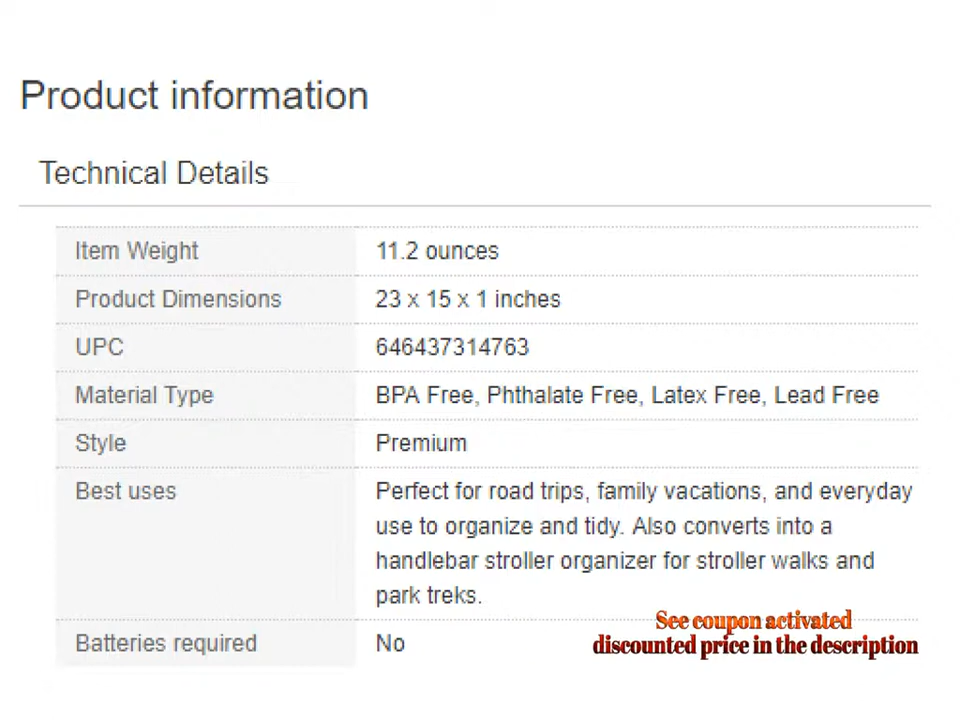 Product information
Technical Details
Item Weight 11.2 ounces
Product Dimensions 23 x 15 x 1 inches
UPC 646437314763
Material Type BPA Free, Phthalate Free, Latex Free, Lead Free
Style Premium
Best uses Perfect for road trips, family vacations, and everyday
use to organize and tidy. Also converts into a
handlebar stroller organizer for stroller walks and
park treks.
Batteries required No
See coupon activated
discounted price in the description